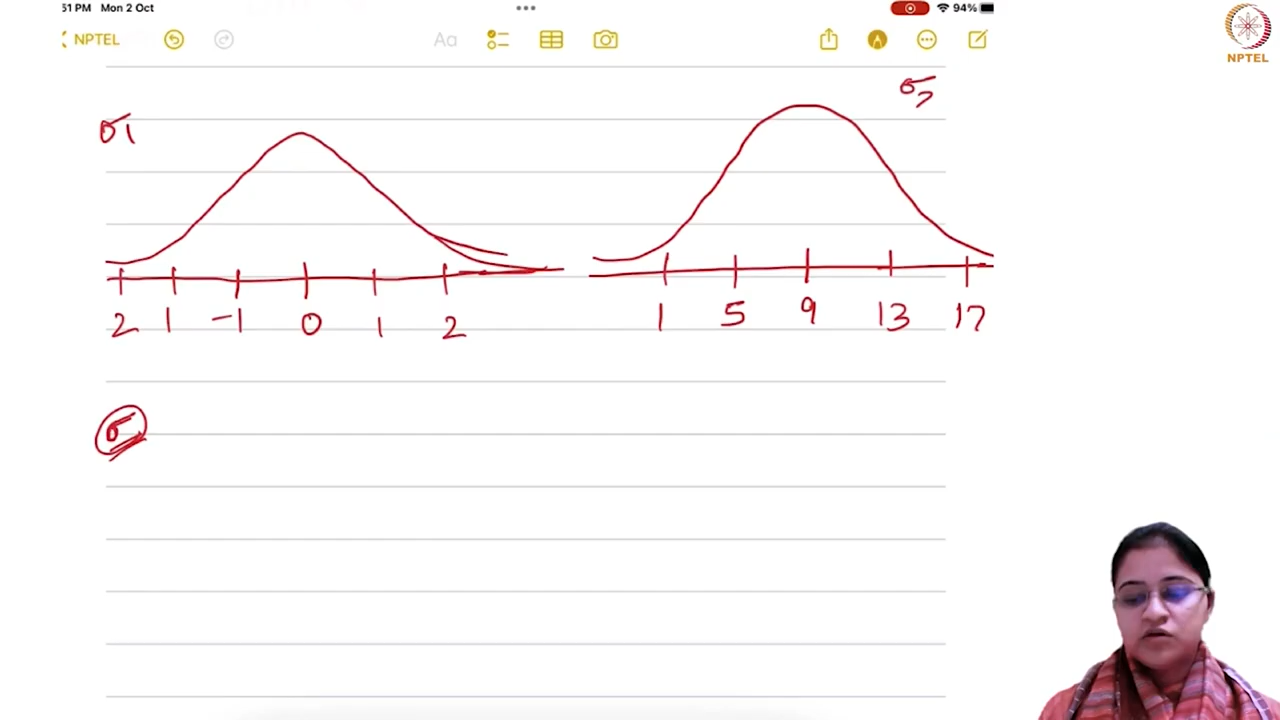 51 PM Mon 2 Oct 94%
NPTEL Aa
NPTEL
σ1 σ2
2 1 -1 0 1 2 1 5 9 13 17
σ